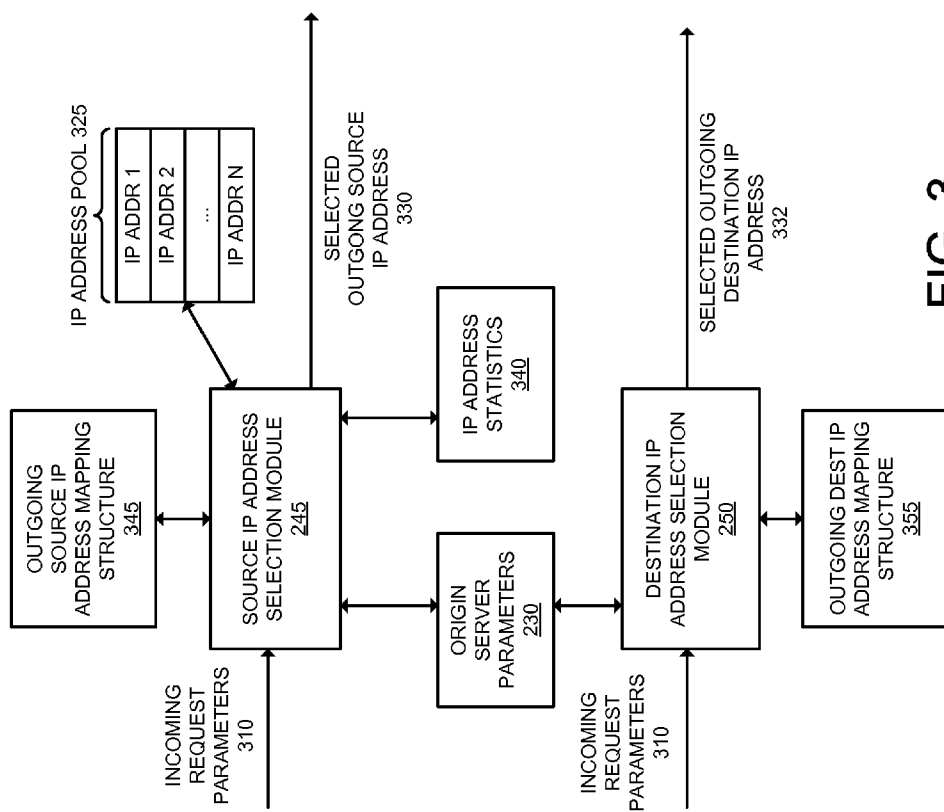 IP ADDRESS POOL 325
IP ADDR 1
IP ADDR 2
...
IP ADDR N
OUTGOING
SOURCE IP
ADDRESS MAPPING
STRUCTURE
345
INCOMING
REQUEST
PARAMETERS
310
SOURCE IP ADDRESS
SELECTION MODULE
245
SELECTED
OUTGONG SOURCE
IP ADDRESS
330
ORIGIN
SERVER
PARAMETERS
230
IP ADDRESS
STATISTICS
340
INCOMING
REQUEST
PARAMETERS
310
DESTINATION IP
ADDRESS SELECTION
MODULE
250
SELECTED OUTGOING
DESTINATION IP
ADDRESS
332
OUTGOING DEST IP
ADDRESS MAPPING
STRUCTURE
355
FIG. 3